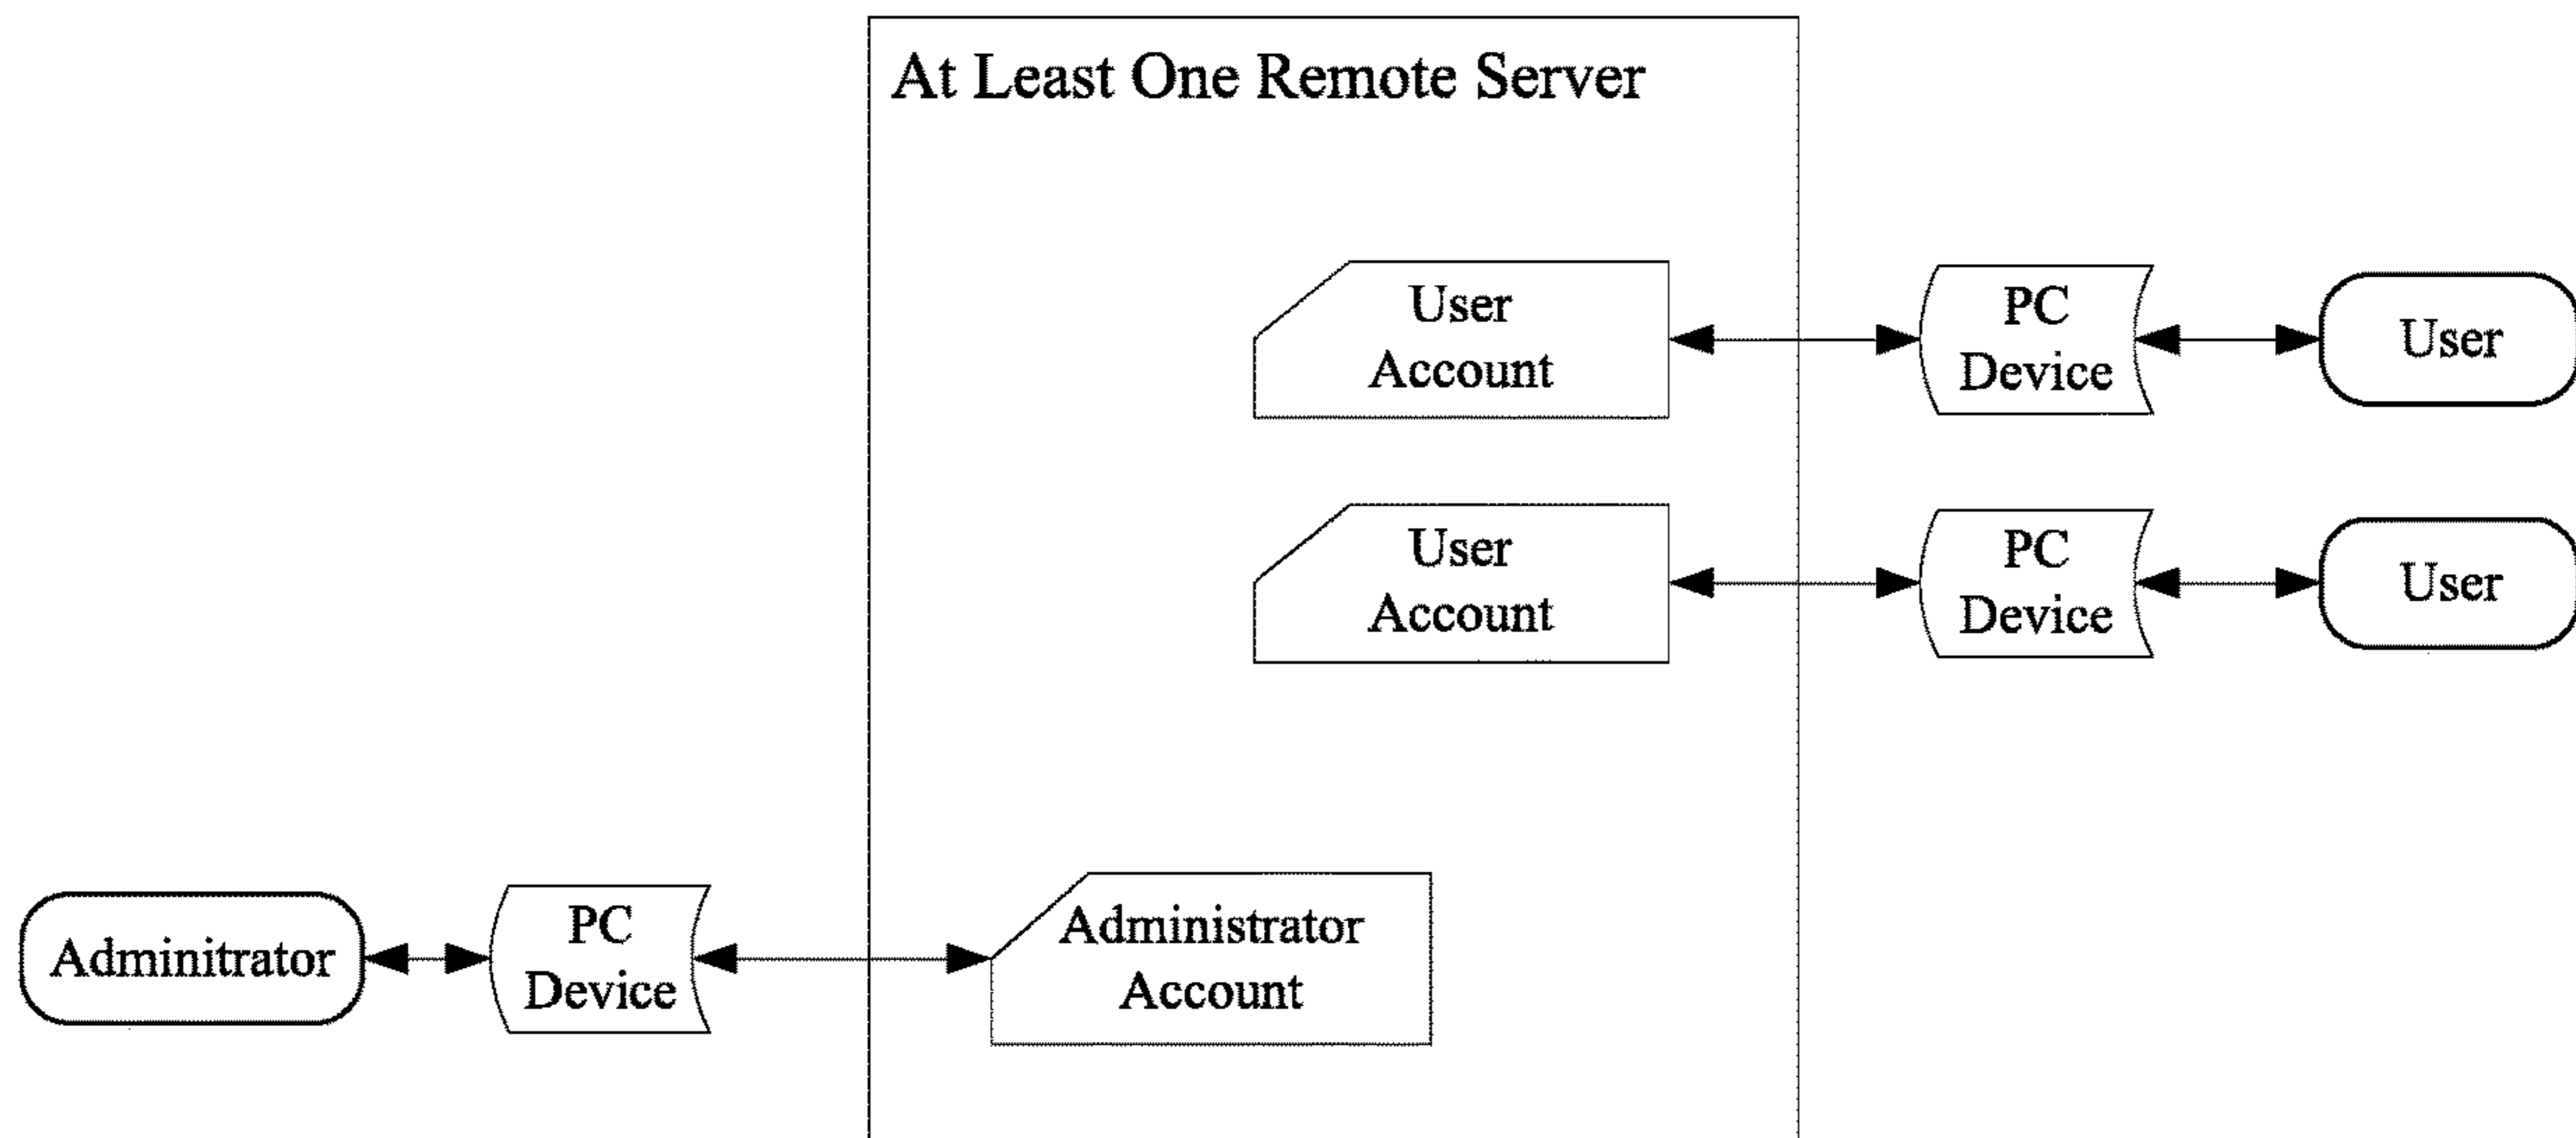 At Least One Remote Server
User
Account
PC
Device
User
User
Account
PC
Device
User
Adminitrator
PC
Device
Administrator
Account